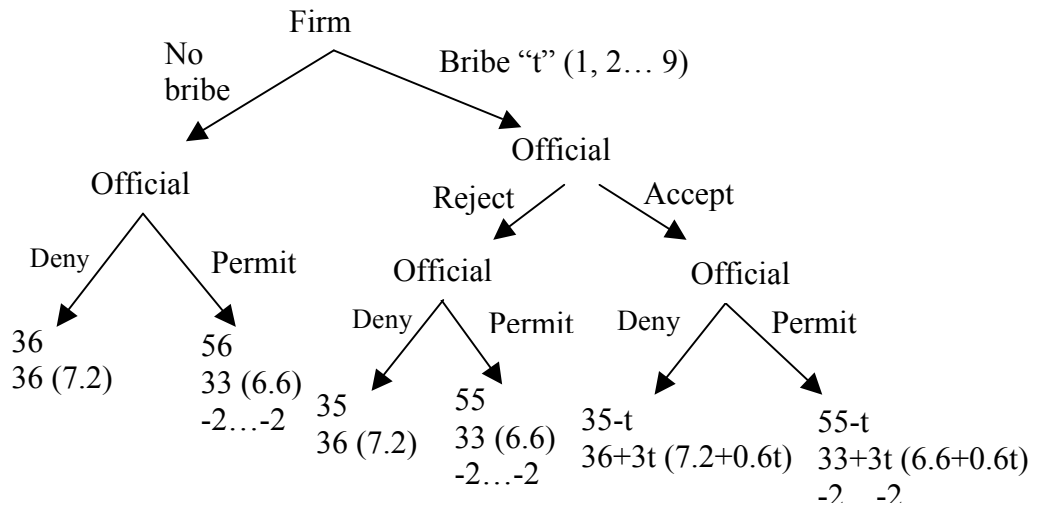 Firm
No
bribe
Bribe “t” (1, 2… 9)
Official
Official
Reject
Accept
Deny
Permit
Official
Official
Deny
Permit
Deny
Permit
36
36 (7.2)
56
33 (6.6)
-2…-2
35
36 (7.2)
55
33 (6.6)
-2…-2
35-t
36+3t (7.2+0.6t)
55-t
33+3t (6.6+0.6t)
-2 -2